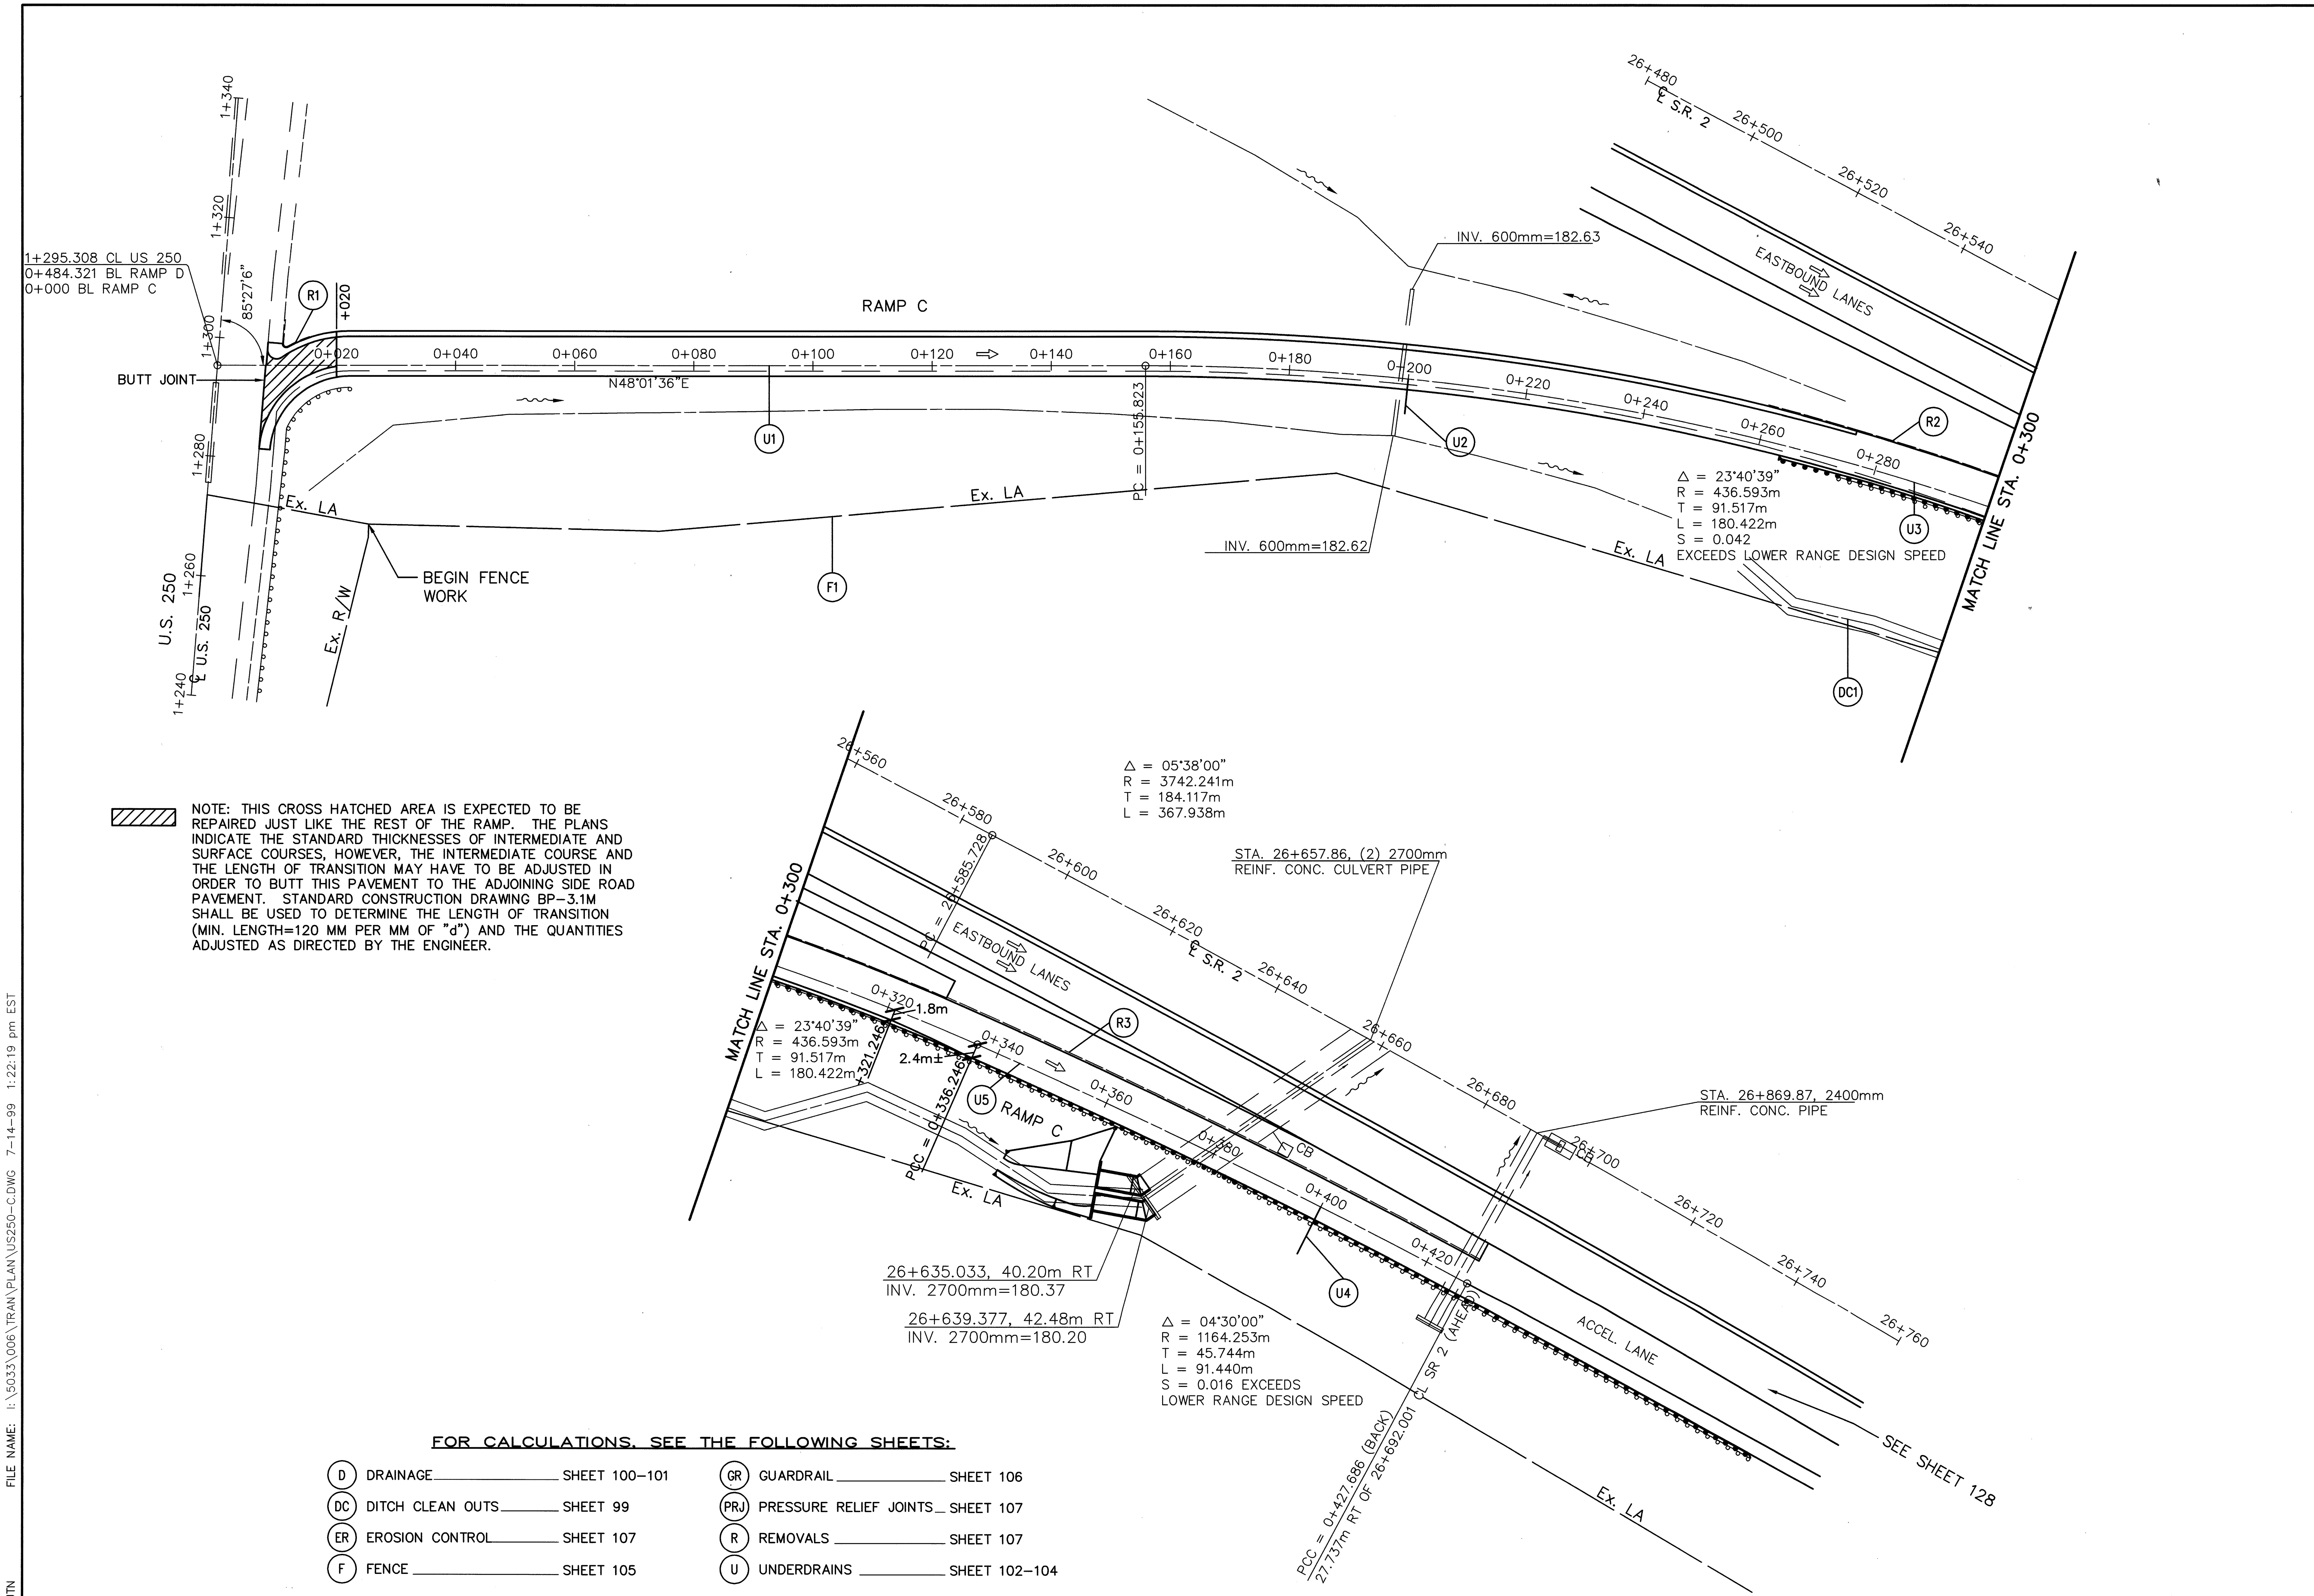 26+480
℄ S.R. 2
26+500
26+520
26+540
1+340
1+320
1+300
1+280
1+260
1+240
1+295.308 CL US 250
0+484.321 BL RAMP D
0+000 BL RAMP C
85°27'6"
R1
+020
RAMP C
INV. 600mm=182.63
EASTBOUND LANES
BUTT JOINT
0+020
0+040
0+060
0+080
0+100
0+120
0+140
0+160
0+180
0+200
0+220
0+240
0+260
0+280
N48°01'36"E
PC = 0+155.823
U1
U2
R2
U3
Δ = 23°40'39"
R = 436.593m
T = 91.517m
L = 180.422m
S = 0.042
EXCEEDS LOWER RANGE DESIGN SPEED
MATCH LINE STA. 0+300
Ex. LA
Ex. LA
Ex. LA
INV. 600mm=182.62
BEGIN FENCE
WORK
F1
DC1
U.S. 250
℄ U.S. 250
Ex. R/W
NOTE: THIS CROSS HATCHED AREA IS EXPECTED TO BE
REPAIRED JUST LIKE THE REST OF THE RAMP. THE PLANS
INDICATE THE STANDARD THICKNESSES OF INTERMEDIATE AND
SURFACE COURSES, HOWEVER, THE INTERMEDIATE COURSE AND
THE LENGTH OF TRANSITION MAY HAVE TO BE ADJUSTED IN
ORDER TO BUTT THIS PAVEMENT TO THE ADJOINING SIDE ROAD
PAVEMENT. STANDARD CONSTRUCTION DRAWING BP-3.1M
SHALL BE USED TO DETERMINE THE LENGTH OF TRANSITION
(MIN. LENGTH=120 MM PER MM OF "d") AND THE QUANTITIES
ADJUSTED AS DIRECTED BY THE ENGINEER.
26+560
26+580
26+600
26+620
℄ S.R. 2
26+640
26+660
26+680
26+700
26+720
26+740
26+760
Δ = 05°38'00"
R = 3742.241m
T = 184.117m
L = 367.938m
PC = 26+585.728
STA. 26+657.86, (2) 2700mm
REINF. CONC. CULVERT PIPE
STA. 26+869.87, 2400mm
REINF. CONC. PIPE
MATCH LINE STA. 0+300
EASTBOUND LANES
0+320
0+340
0+360
0+380
0+400
0+420
1.8m
2.4m±
R3
U5
RAMP C
Δ = 23°40'39"
R = 436.593m
T = 91.517m
L = 180.422m
+321.246
PCC = 0+336.246
Ex. LA
CB
CB
U4
26+635.033, 40.20m RT
INV. 2700mm=180.37
26+639.377, 42.48m RT
INV. 2700mm=180.20
Δ = 04°30'00"
R = 1164.253m
T = 45.744m
L = 91.440m
S = 0.016 EXCEEDS
LOWER RANGE DESIGN SPEED
PCC = 0+427.686 (BACK)
27.737m RT OF 26+692.001 CL SR 2 (AHEAD)
ACCEL. LANE
SEE SHEET 128
Ex. LA
FOR CALCULATIONS, SEE THE FOLLOWING SHEETS:
D DRAINAGE SHEET 100-101
DC DITCH CLEAN OUTS SHEET 99
ER EROSION CONTROL SHEET 107
F FENCE SHEET 105
GR GUARDRAIL SHEET 106
PRJ PRESSURE RELIEF JOINTS SHEET 107
R REMOVALS SHEET 107
U UNDERDRAINS SHEET 102-104
FILE NAME: I:\5033\006\TRAN\PLAN\US250-C.DWG 7-14-99 1:22:19 pm EST